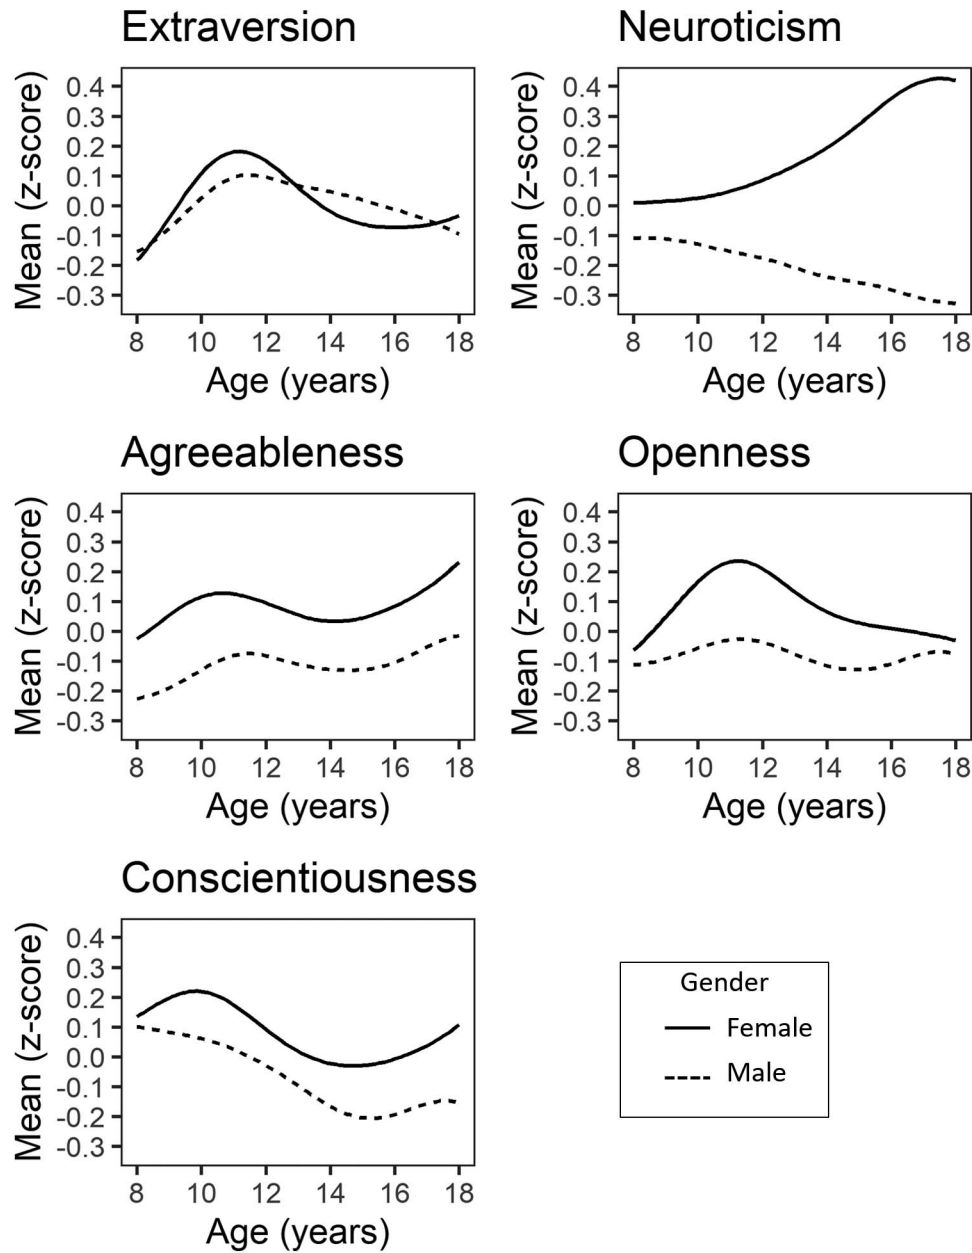 Extraversion
Mean (z-score)
0.4
0.3
0.2
0.1
0.0
-0.1
-0.2
-0.3
8 10 12 14 16 18
Age (years)
Neuroticism
Mean (z-score)
0.4
0.3
0.2
0.1
0.0
-0.1
-0.2
-0.3
8 10 12 14 16 18
Age (years)
Agreeableness
Mean (z-score)
0.4
0.3
0.2
0.1
0.0
-0.1
-0.2
-0.3
8 10 12 14 16 18
Age (years)
Openness
Mean (z-score)
0.4
0.3
0.2
0.1
0.0
-0.1
-0.2
-0.3
8 10 12 14 16 18
Age (years)
Conscientiousness
Mean (z-score)
0.4
0.3
0.2
0.1
0.0
-0.1
-0.2
-0.3
8 10 12 14 16 18
Age (years)
Gender
Female
Male